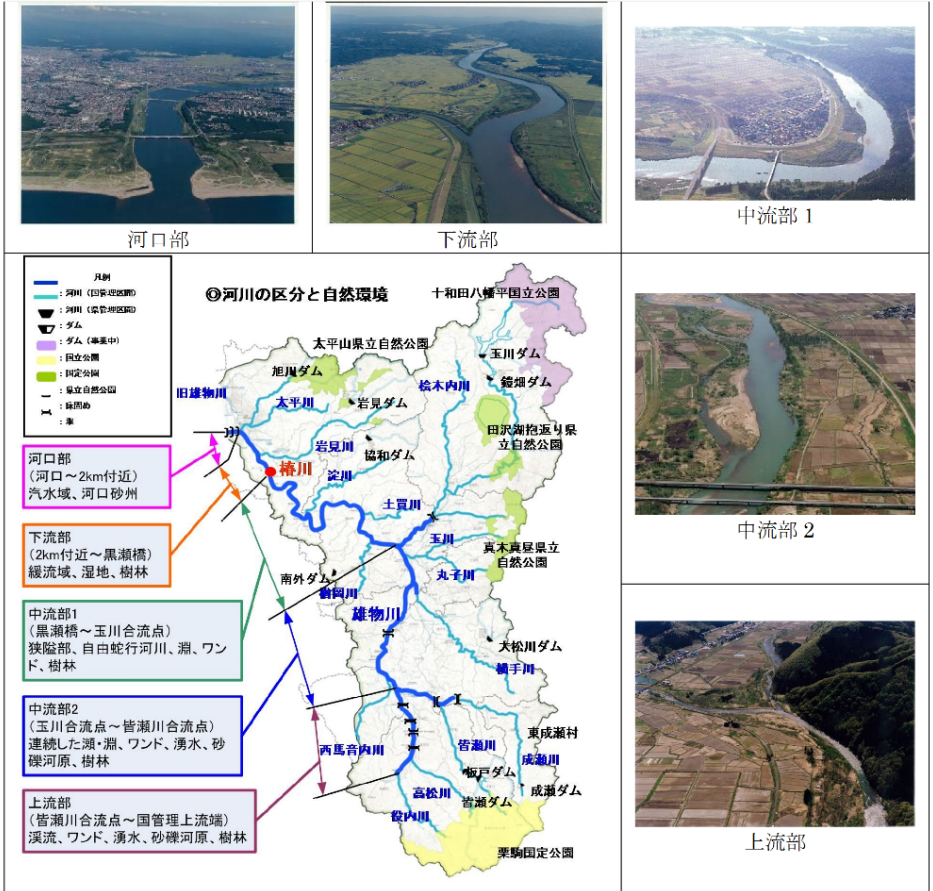 河口部
下流部
中流部1
中流部2
上流部
凡例
: 河川(国管理区間)
: 河川(県管理区間)
: ダム
: ダム(事業中)
: 国立公園
: 国定公園
: 県立自然公園
: 床固め
: 堰
◎河川の区分と自然環境
十和田八幡平国立公園
太平山県立自然公園
玉川ダム
旭川ダム
鎧畑ダム
桧木内川
旧雄物川
太平川
岩見ダム
田沢湖抱返り県
立自然公園
岩見川
協和ダム
椿川
淀川
土買川
玉川
真木真昼県立
自然公園
丸子川
南外ダム
楢岡川
雄物川
大松川ダム
横手川
東成瀬村
西馬音内川
皆瀬川
成瀬川
板戸ダム
成瀬ダム
高松川
皆瀬ダム
役内川
栗駒国定公園
河口部
(河口~2km付近)
汽水域、河口砂州
下流部
(2km付近~黒瀬橋)
緩流域、湿地、樹林
中流部1
(黒瀬橋~玉川合流点)
狭隘部、自由蛇行河川、淵、ワン
ド、樹林
中流部2
(玉川合流点~皆瀬川合流点)
連続した瀬・淵、ワンド、湧水、砂
礫河原、樹林
上流部
(皆瀬川合流点~国管理上流端)
渓流、ワンド、湧水、砂礫河原、樹林